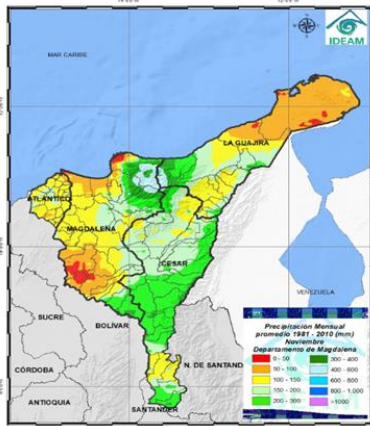 IDEAM
MAR CARIBE
LA GUAJIRA
ATLÁNTICO
MAGDALENA
CESAR
VENEZUELA
SUCRE
BOLÍVAR
N. DE SANTAND
CÓRDOBA
ANTIOQUIA
SANTANDER
Precipitación Mensual
promedio 1981 - 2010 (mm)
Noviembre
Departamento de Magdalena
0 - 50
50 - 100
100 - 150
150 - 200
200 - 300
300 - 400
400 - 600
600 - 800
800 - 1.000
>1000